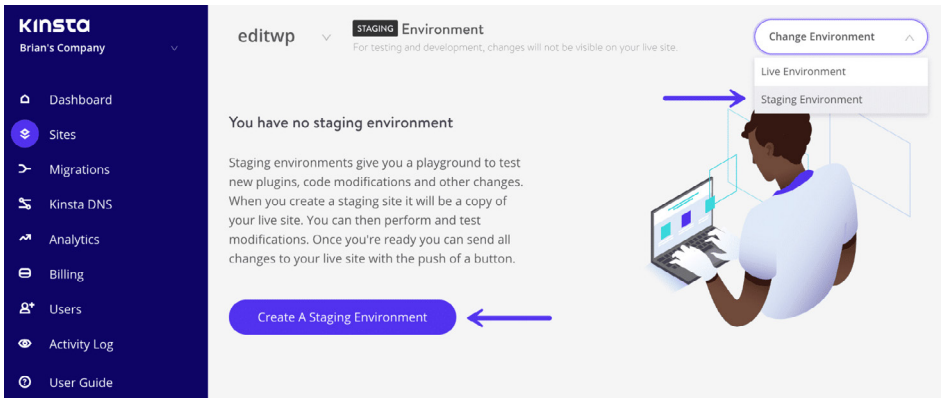 KINSTA
Brian's Company
Dashboard
Sites
Migrations
Kinsta DNS
Analytics
Billing
Users
Activity Log
User Guide
editwp
STAGING Environment
For testing and development, changes will not be visible on your live site.
Change Environment
Live Environment
Staging Environment
You have no staging environment
Staging environments give you a playground to test
new plugins, code modifications and other changes.
When you create a staging site it will be a copy of
your live site. You can then perform and test
modifications. Once you're ready you can send all
changes to your live site with the push of a button.
Create A Staging Environment